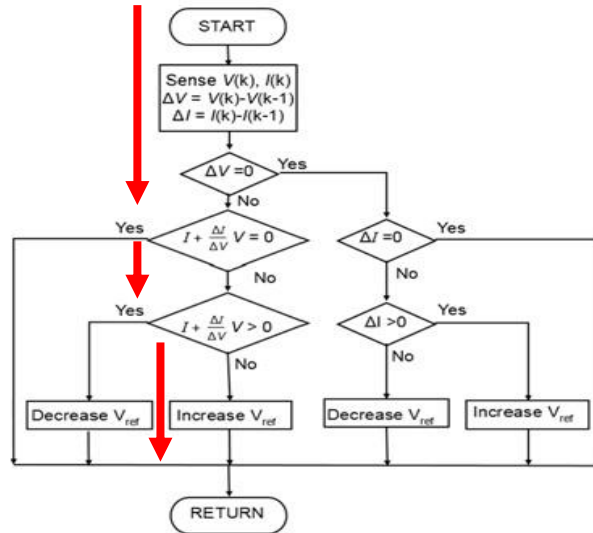 START
Sense V(k), I(k)
ΔV = V(k)-V(k-1)
ΔI = I(k)-I(k-1)
ΔV=0
Yes
No
Yes
I + ΔI/ΔV V = 0
No
ΔI=0
Yes
No
Yes
I + ΔI/ΔV V > 0
No
ΔI >0
Yes
No
Decrease Vref
Increase Vref
Decrease Vref
Increase Vref
RETURN